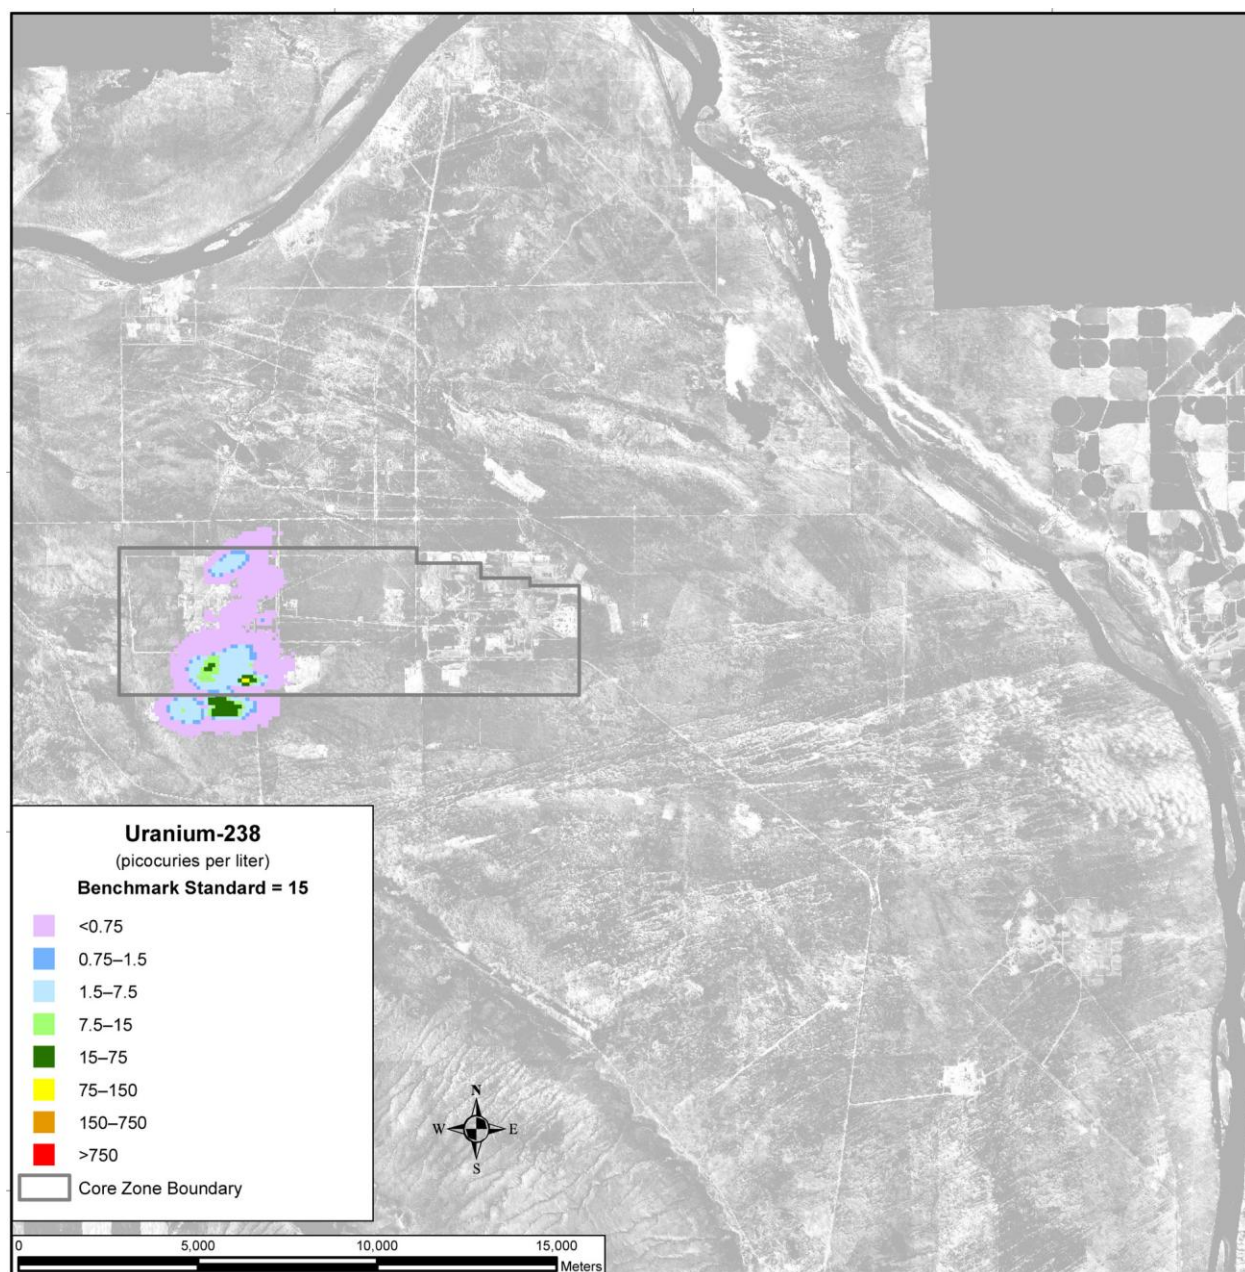 Uranium-238
(picocuries per liter)
Benchmark Standard = 15
<0.75
0.75–1.5
1.5–7.5
7.5–15
15–75
75–150
150–750
>750
Core Zone Boundary
N
W E
S
0 5,000 10,000 15,000
Meters